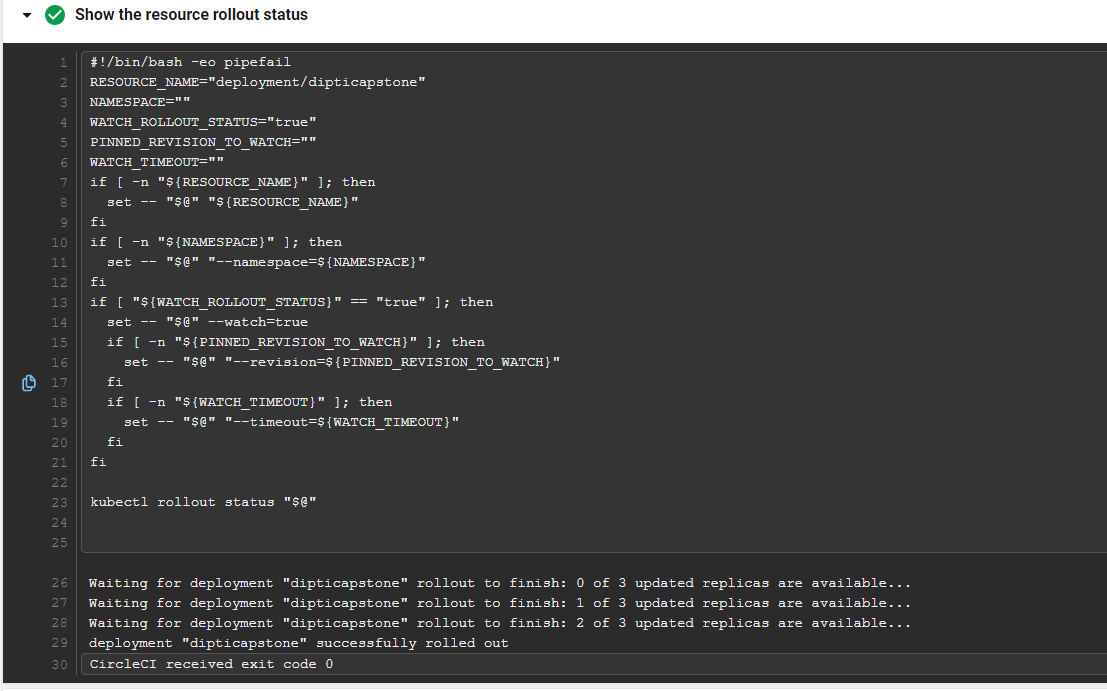 Show the resource rollout status
1 #!/bin/bash -eo pipefail
2 RESOURCE_NAME="deployment/dipticapstone"
3 NAMESPACE=""
4 WATCH_ROLLOUT_STATUS="true"
5 PINNED_REVISION_TO_WATCH=""
6 WATCH_TIMEOUT=""
7 if [ -n "${RESOURCE_NAME}" ]; then
8   set -- "$@" "${RESOURCE_NAME}"
9 fi
10 if [ -n "${NAMESPACE}" ]; then
11   set -- "$@" "--namespace=${NAMESPACE}"
12 fi
13 if [ "${WATCH_ROLLOUT_STATUS}" == "true" ]; then
14   set -- "$@" --watch=true
15   if [ -n "${PINNED_REVISION_TO_WATCH}" ]; then
16     set -- "$@" "--revision=${PINNED_REVISION_TO_WATCH}"
17   fi
18   if [ -n "${WATCH_TIMEOUT}" ]; then
19     set -- "$@" "--timeout=${WATCH_TIMEOUT}"
20   fi
21 fi
22
23 kubectl rollout status "$@"
24
25
26 Waiting for deployment "dipticapstone" rollout to finish: 0 of 3 updated replicas are available...
27 Waiting for deployment "dipticapstone" rollout to finish: 1 of 3 updated replicas are available...
28 Waiting for deployment "dipticapstone" rollout to finish: 2 of 3 updated replicas are available...
29 deployment "dipticapstone" successfully rolled out
30 CircleCI received exit code 0